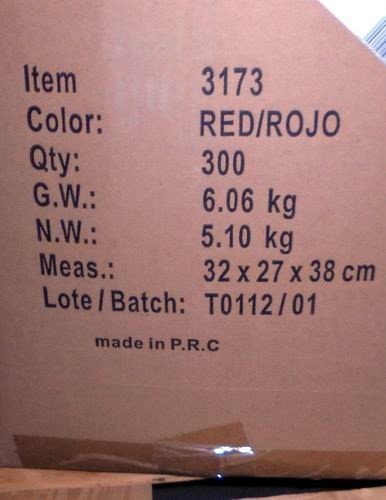 Item 3173
Color: RED/ROJO
Qty: 300
G.W.: 6.06 kg
N.W.: 5.10 kg
Meas.: 32 x 27 x 38 cm
Lote / Batch: T0112 / 01
made in P.R.C